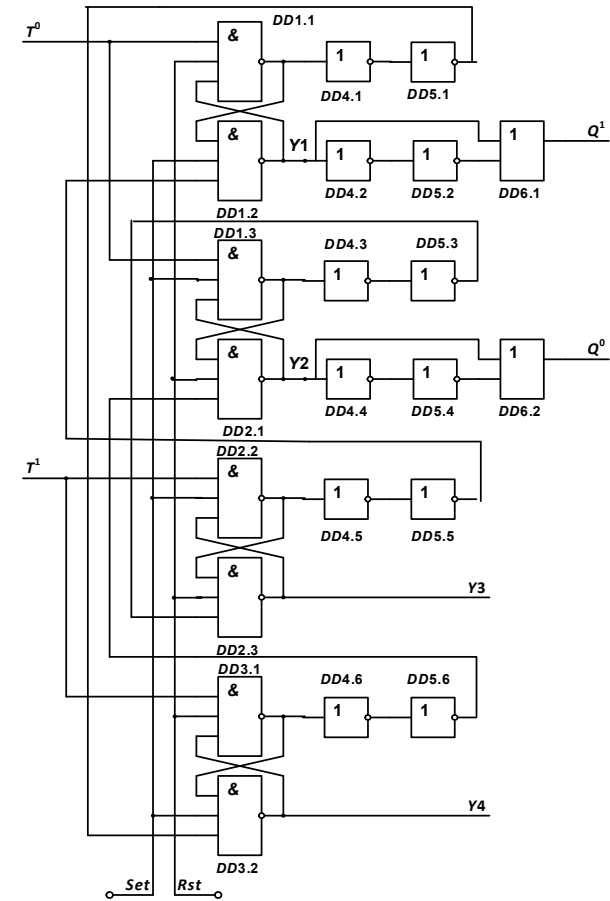 DD1.1
T⁰
&
1
1
DD4.1
DD5.1
&
Y1
1
1
1
Q¹
DD4.2
DD5.2
DD6.1
DD1.2
DD1.3
&
DD4.3
DD5.3
1
1
&
Y2
1
1
1
Q⁰
DD4.4
DD5.4
DD6.2
DD2.1
DD2.2
T¹
&
1
1
DD4.5
DD5.5
&
Y3
DD2.3
DD3.1
&
DD4.6
DD5.6
1
1
&
Y4
DD3.2
Set
Rst